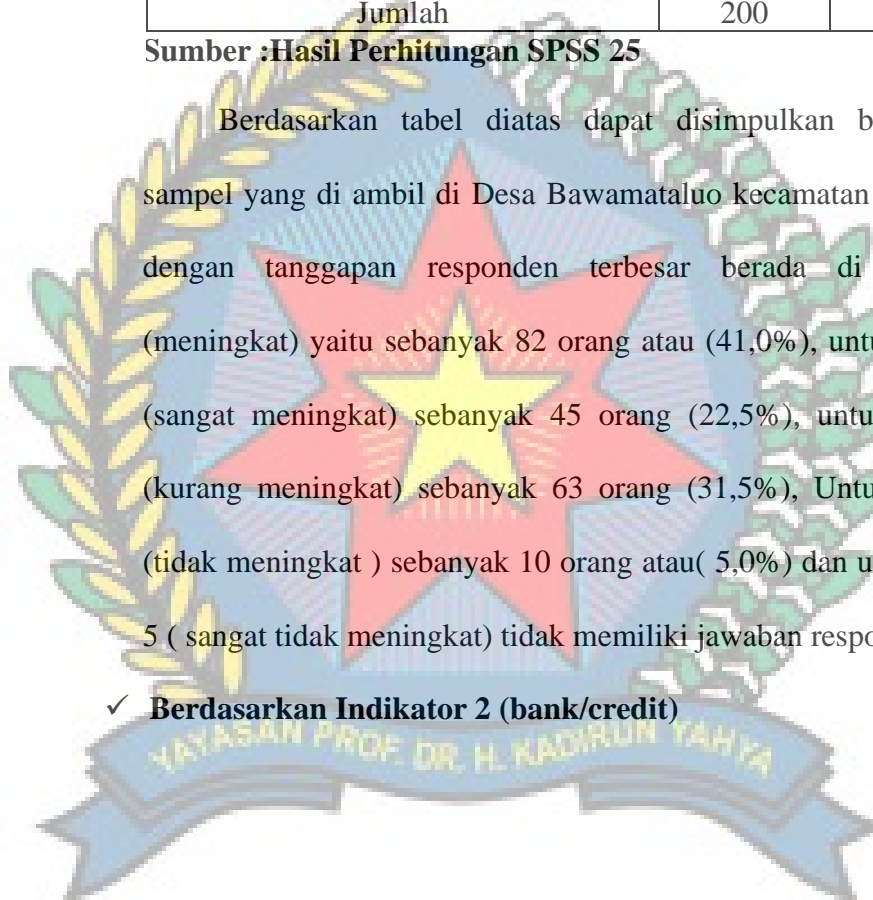 Jumlah 200
Sumber :Hasil Perhitungan SPSS 25
Berdasarkan tabel diatas dapat disimpulkan b
sampel yang di ambil di Desa Bawamataluo kecamatan
dengan tanggapan responden terbesar berada di
(meningkat) yaitu sebanyak 82 orang atau (41,0%), untu
(sangat meningkat) sebanyak 45 orang (22,5%), untu
(kurang meningkat) sebanyak 63 orang (31,5%), Untu
(tidak meningkat ) sebanyak 10 orang atau( 5,0%) dan u
5 ( sangat tidak meningkat) tidak memiliki jawaban respo
✓ Berdasarkan Indikator 2 (bank/credit)
YAYASAN PROF. DR. H. KADIRUN YAHYA